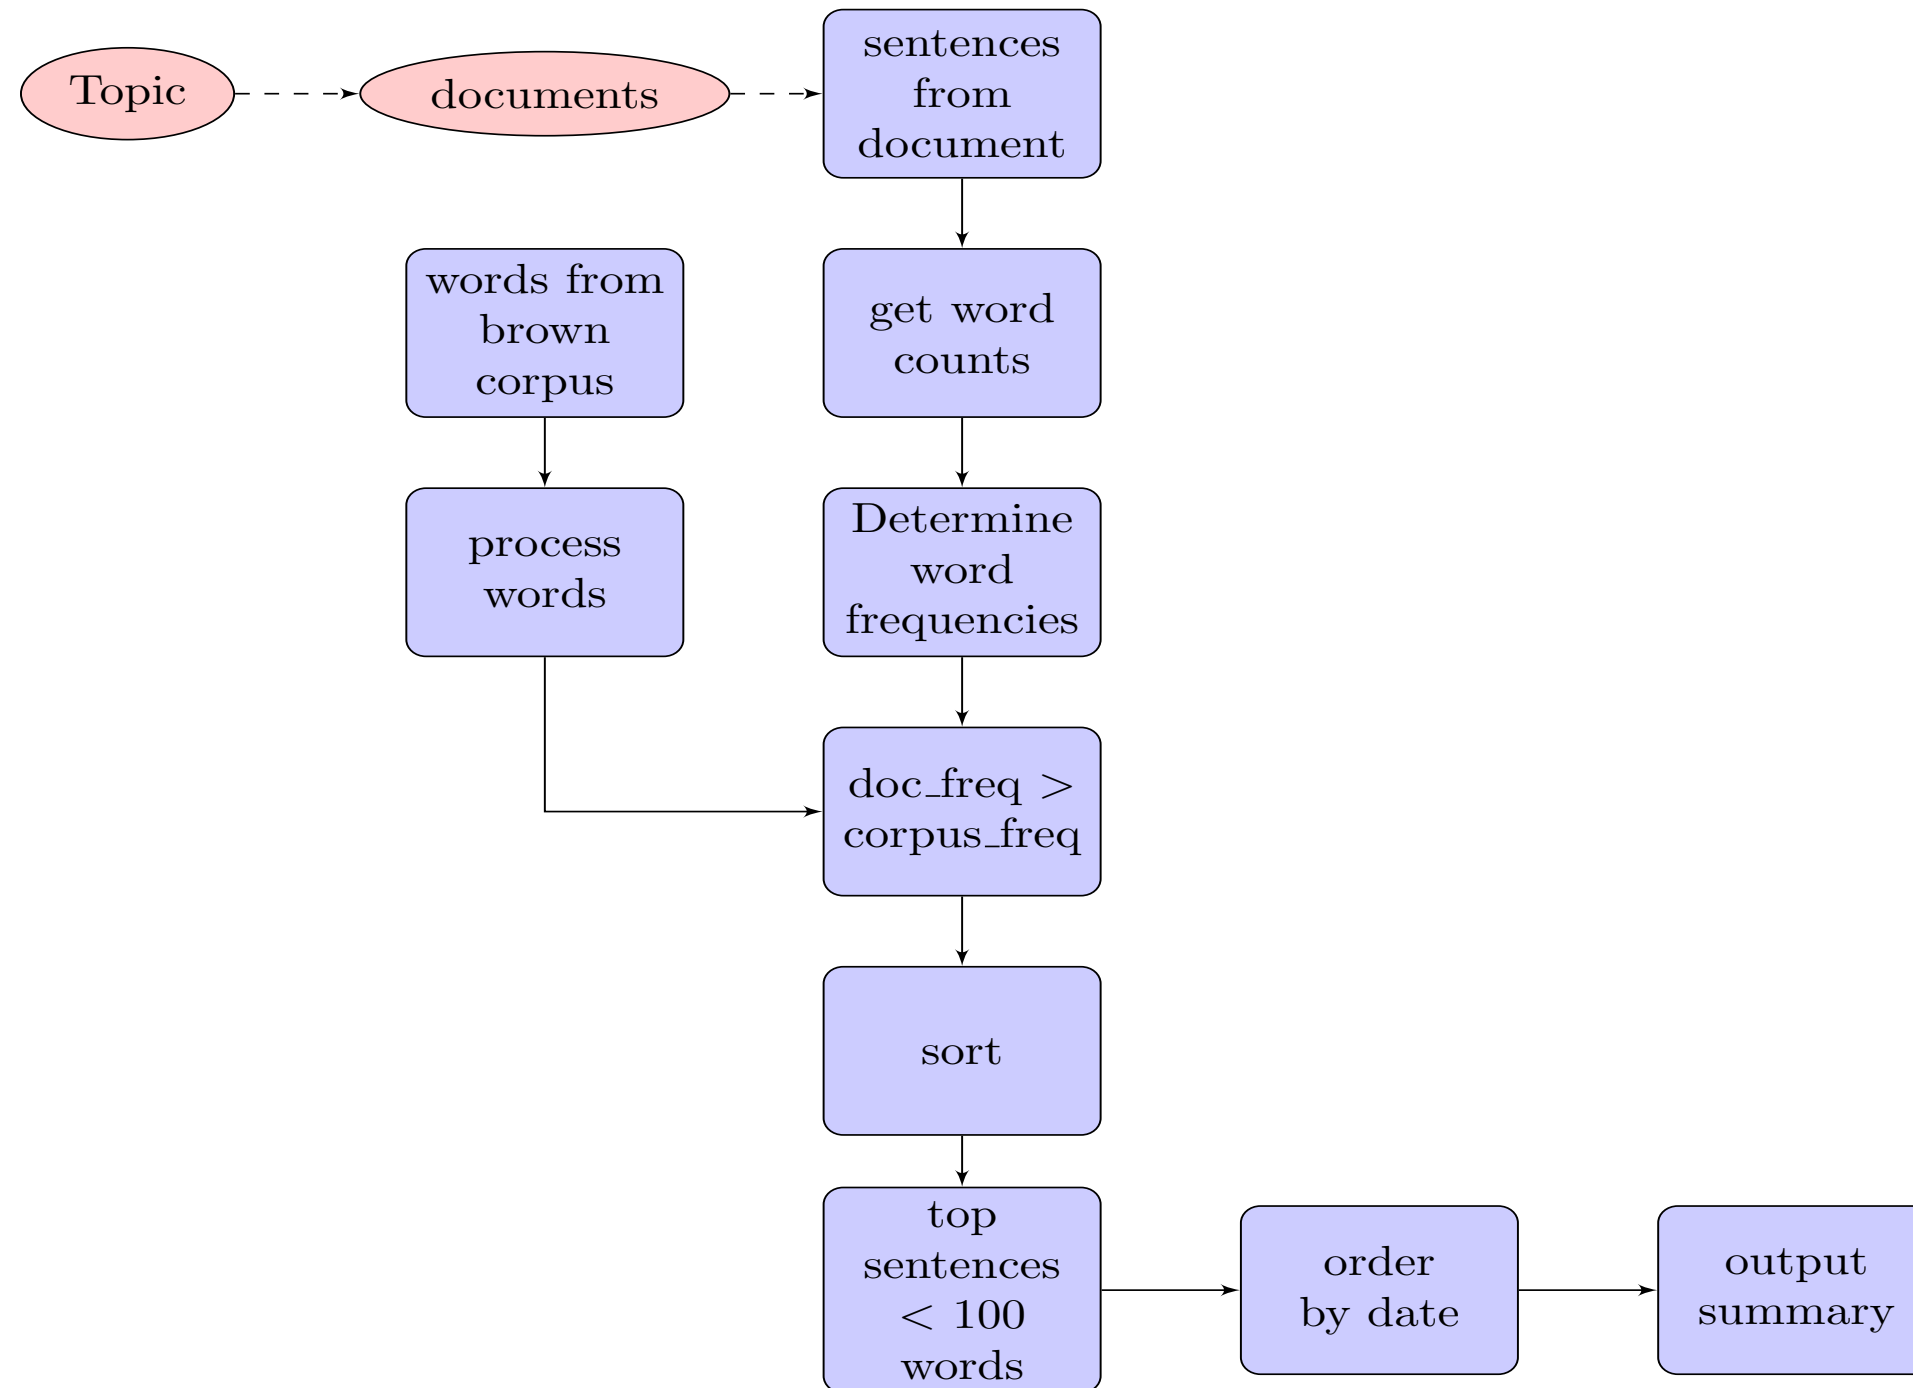 Topic
documents
sentences
from
document
words from
brown
corpus
get word
counts
process
words
Determine
word
frequencies
doc_freq >
corpus_freq
sort
top
sentences
< 100
words
order
by date
output
summary